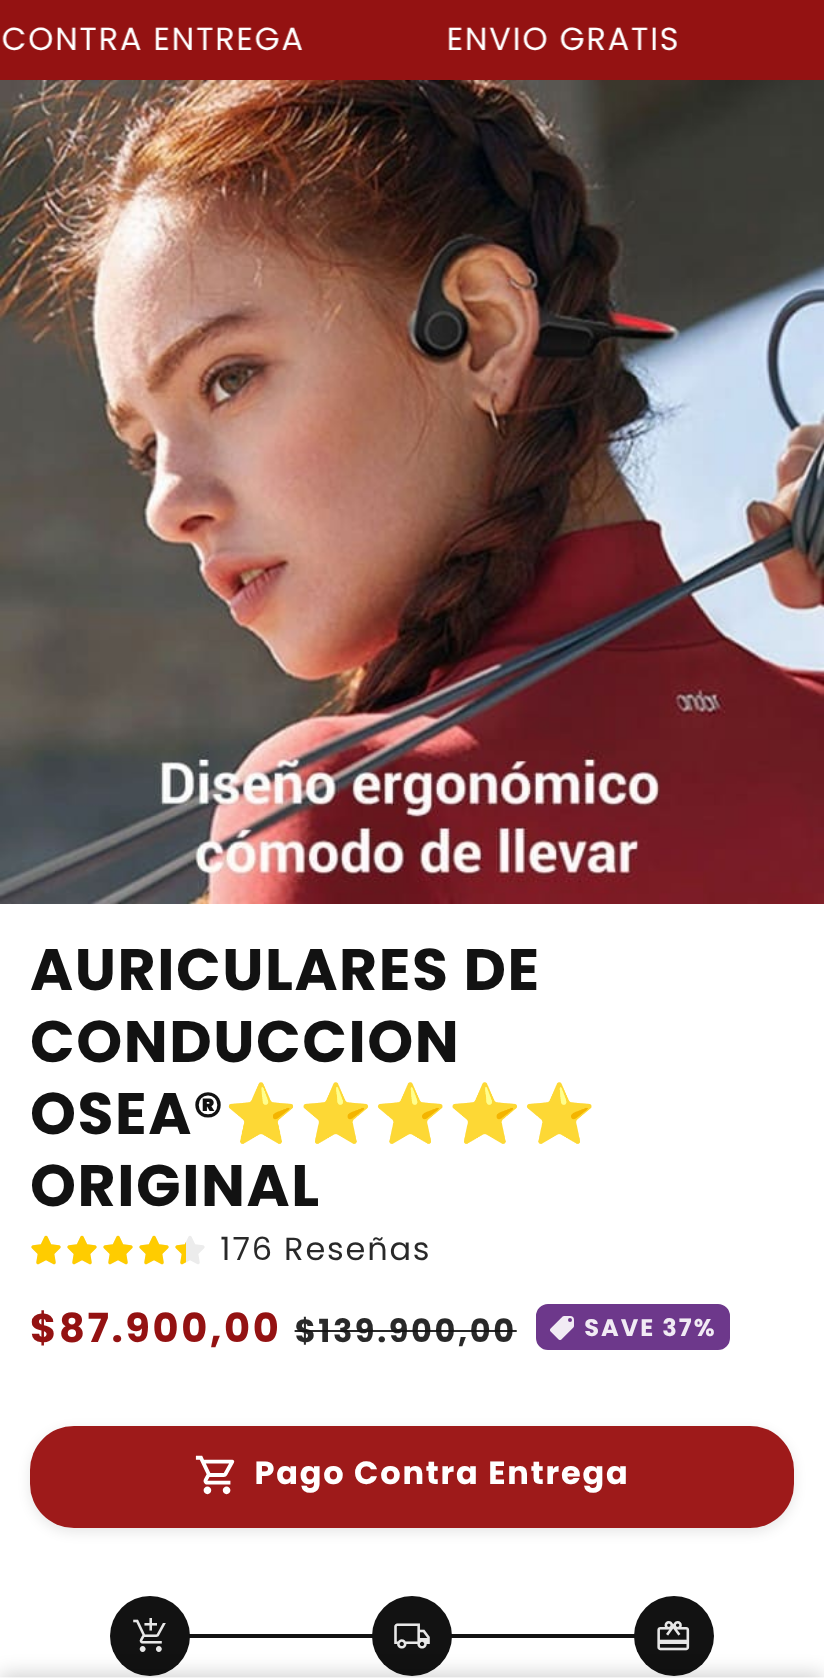 CONTRA ENTREGA ENVIO GRATIS
andar
Diseño ergonómico
cómodo de llevar
AURICULARES DE
CONDUCCION
OSEA®⭐⭐⭐⭐⭐
ORIGINAL
176 Reseñas
$87.900,00 $139.900,00 SAVE 37%
Pago Contra Entrega